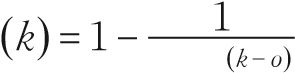 (k) = 1 − 1 / (k − o)